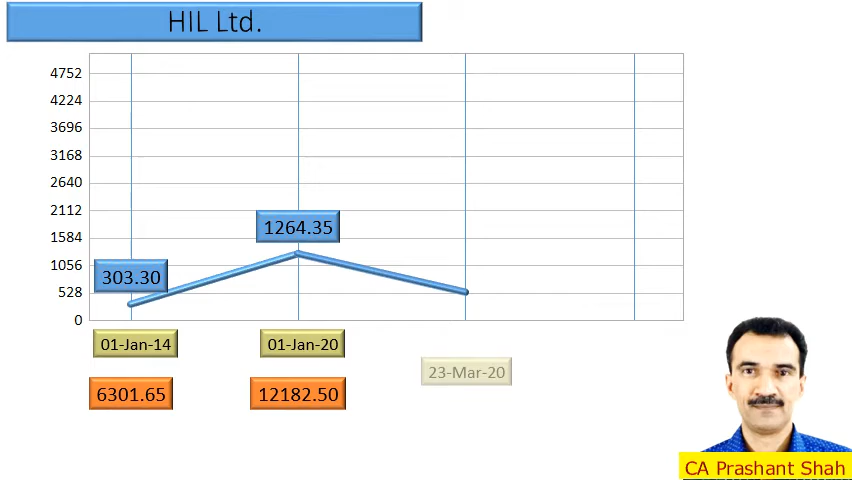 HIL Ltd.
4752
4224
3696
3168
2640
2112
1584
1056
528
0
1264.35
303.30
01-Jan-14
01-Jan-20
23-Mar-20
6301.65
12182.50
CA Prashant Shah